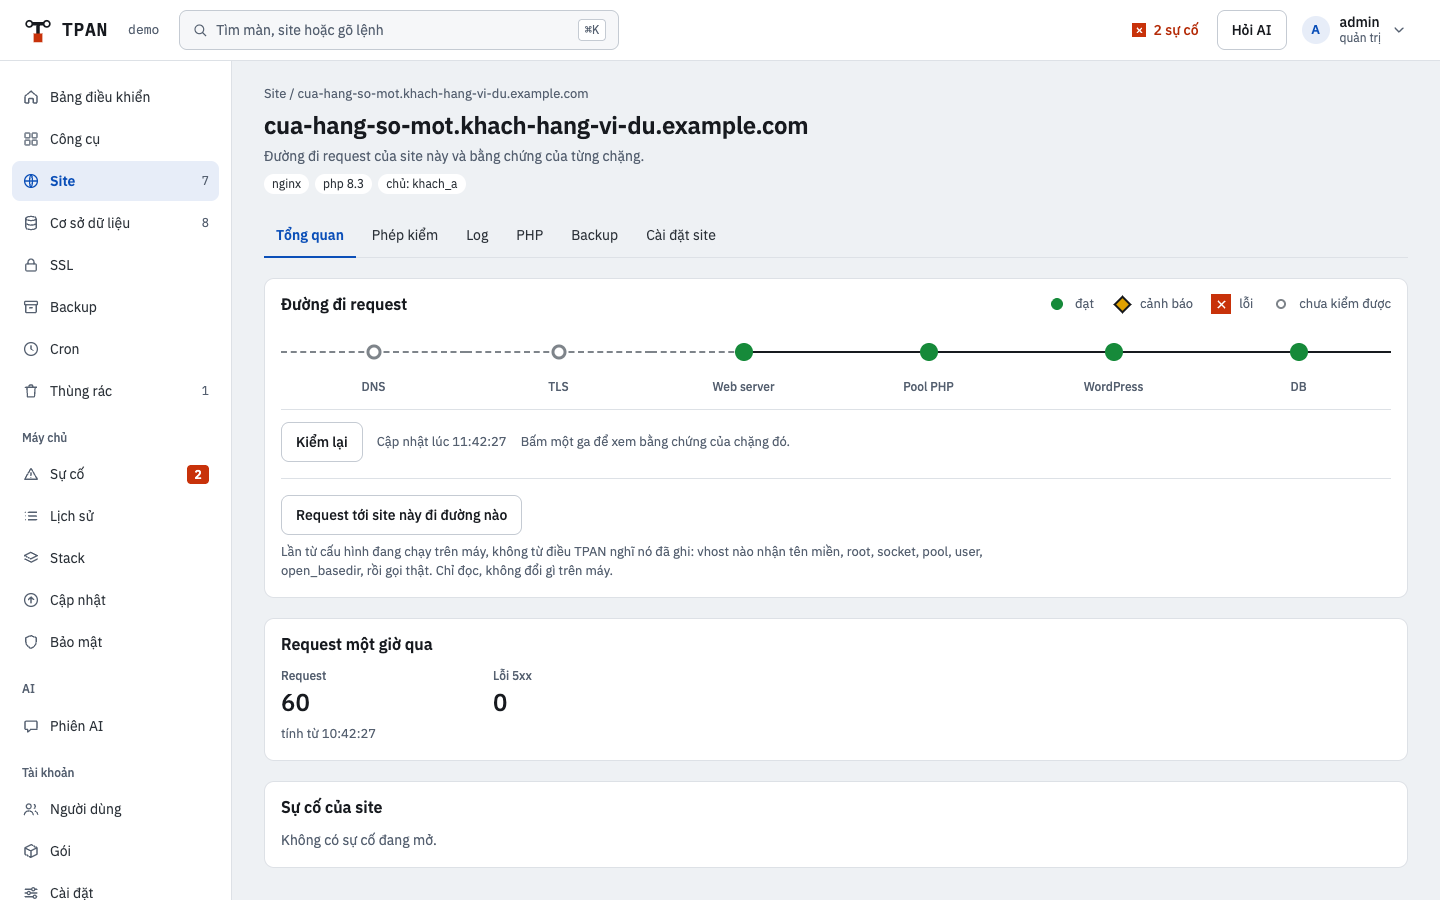 TPAN
demo
Tìm màn, site hoặc gõ lệnh
⌘K
2 sự cố
Hỏi AI
A
admin
quản trị
Bảng điều khiển
Công cụ
Site
7
Cơ sở dữ liệu
8
SSL
Backup
Cron
Thùng rác
1
Máy chủ
Sự cố
2
Lịch sử
Stack
Cập nhật
Bảo mật
AI
Phiên AI
Tài khoản
Người dùng
Gói
Cài đặt
Site / cua-hang-so-mot.khach-hang-vi-du.example.com
cua-hang-so-mot.khach-hang-vi-du.example.com
Đường đi request của site này và bằng chứng của từng chặng.
nginx
php 8.3
chủ: khach_a
Tổng quan
Phép kiểm
Log
PHP
Backup
Cài đặt site
Đường đi request
đạt
cảnh báo
lỗi
chưa kiểm được
DNS
TLS
Web server
Pool PHP
WordPress
DB
Kiểm lại
Cập nhật lúc 11:42:27
Bấm một ga để xem bằng chứng của chặng đó.
Request tới site này đi đường nào
Lần từ cấu hình đang chạy trên máy, không từ điều TPAN nghĩ nó đã ghi: vhost nào nhận tên miền, root, socket, pool, user,
open_basedir, rồi gọi thật. Chỉ đọc, không đổi gì trên máy.
Request một giờ qua
Request
Lỗi 5xx
60
0
tính từ 10:42:27
Sự cố của site
Không có sự cố đang mở.